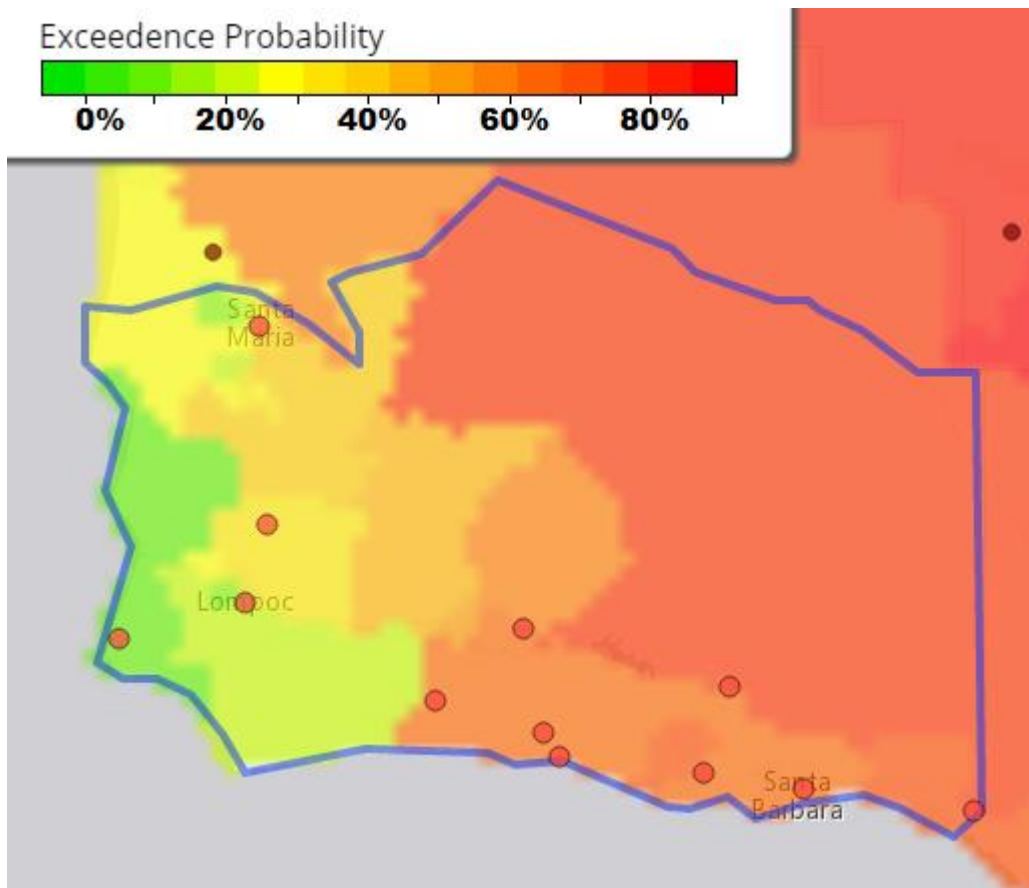 Exceedence Probability
0% 20% 40% 60% 80%
Santa
Maria
Lompoc
Santa
Barbara